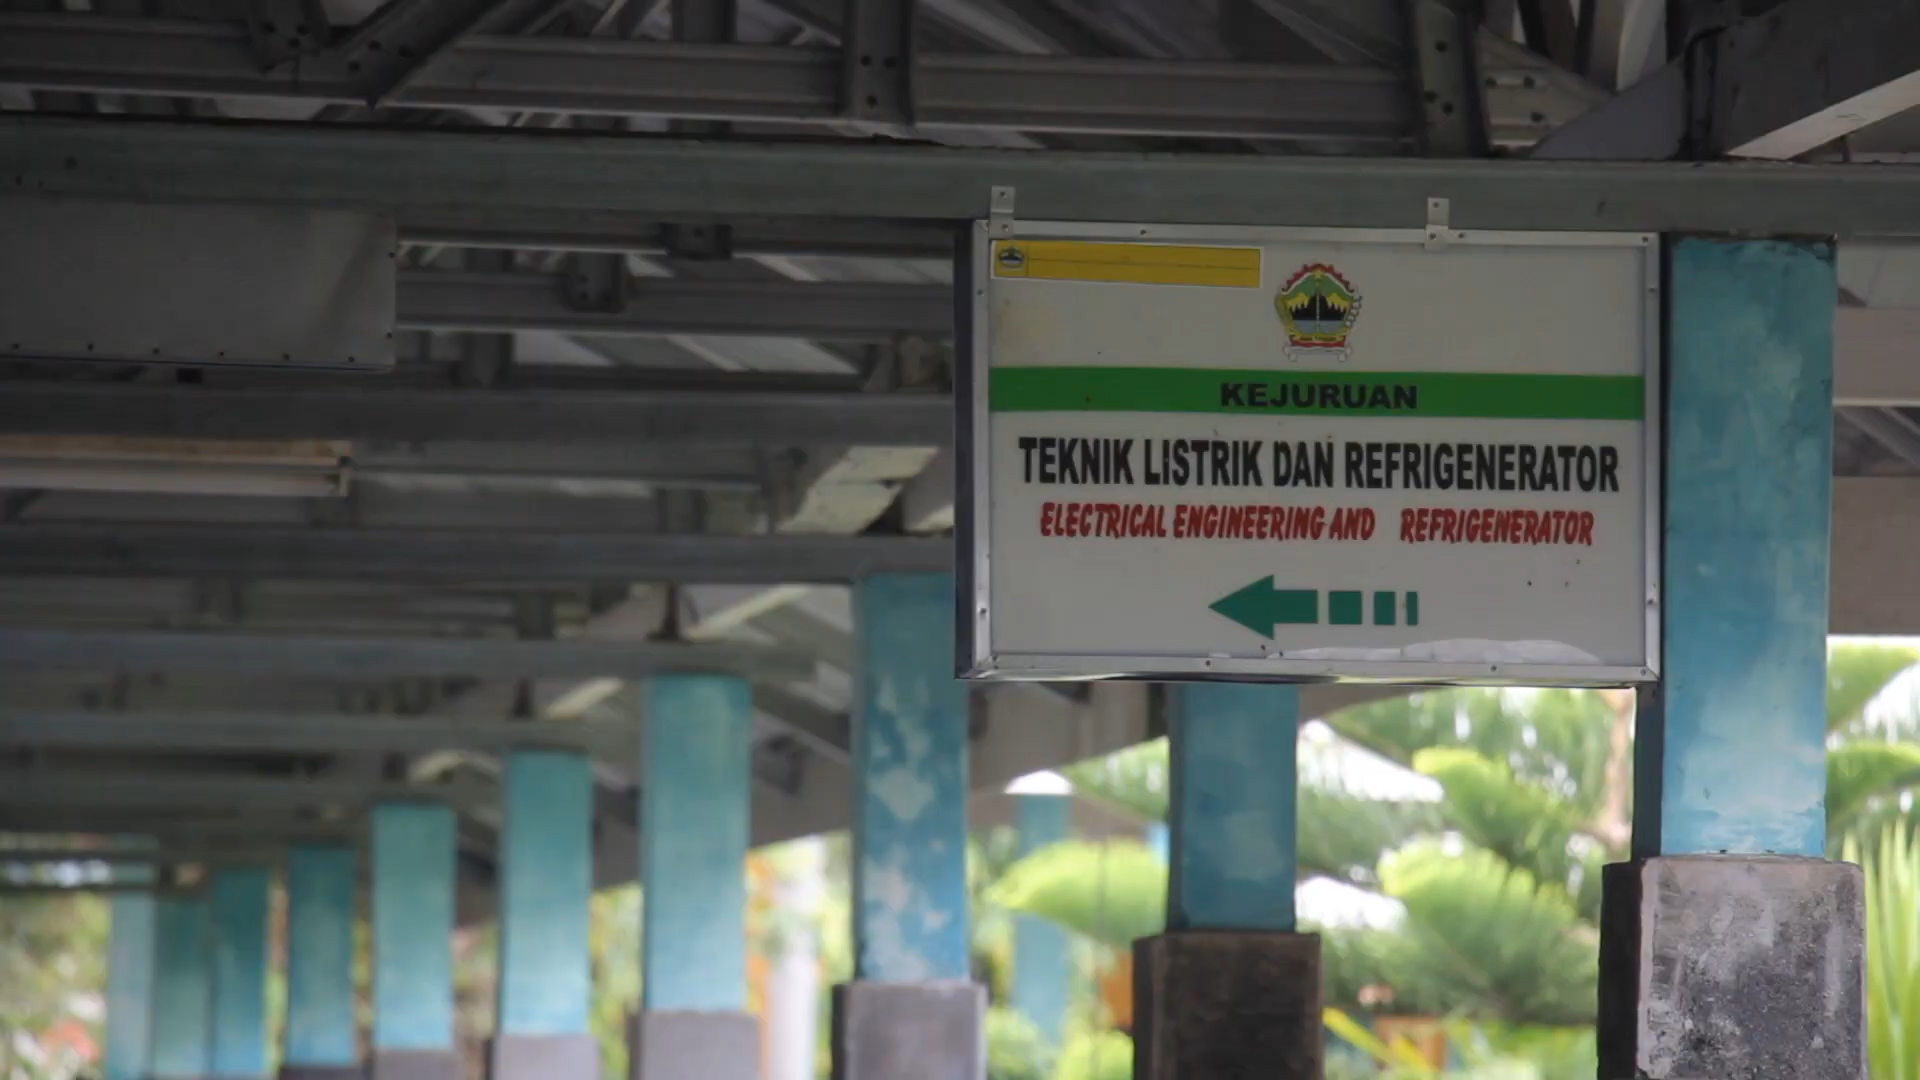 KEJURUAN
TEKNIK LISTRIK DAN REFRIGENERATOR
ELECTRICAL ENGINEERING AND REFRIGENERATOR